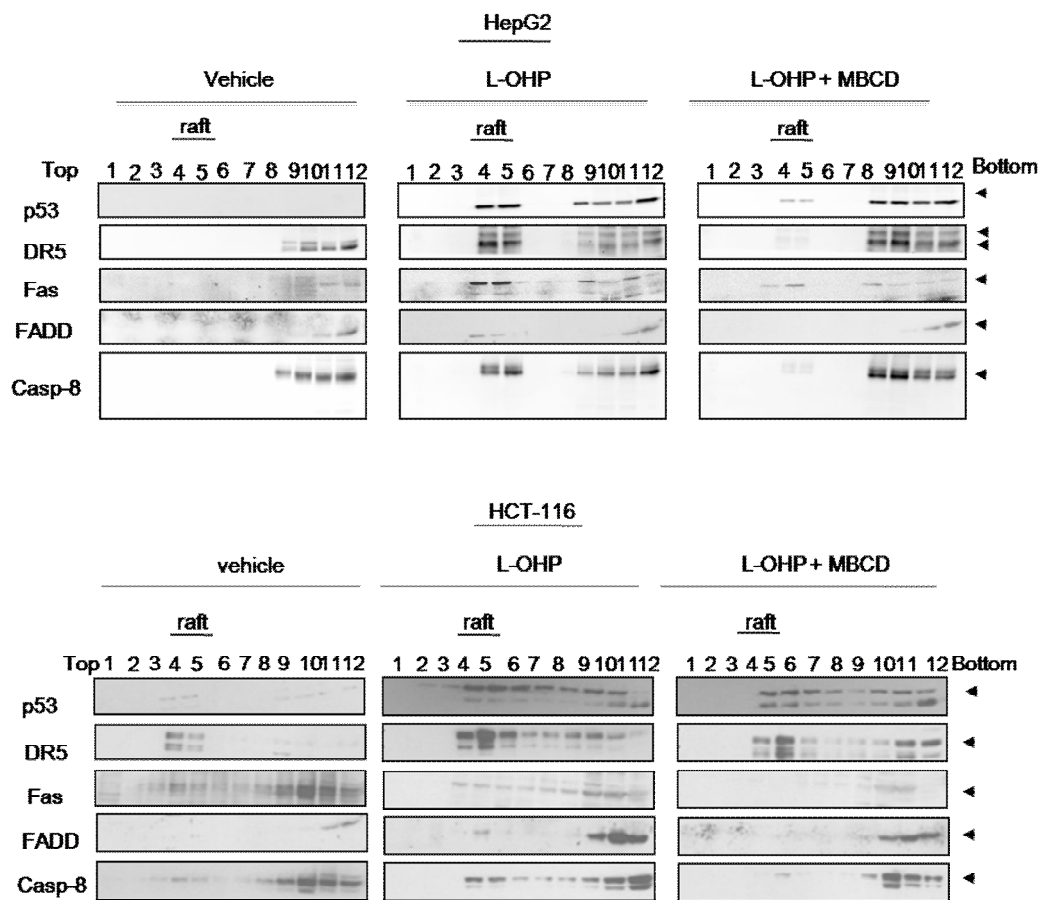 HepG2
Vehicle L-OHP L-OHP + MBCD
raft raft raft
Top 1 2 3 4 5 6 7 8 9 10 11 12 1 2 3 4 5 6 7 8 9 10 11 12 1 2 3 4 5 6 7 8 9 10 11 12 Bottom
p53
DR5
Fas
FADD
Casp-8
HCT-116
vehicle L-OHP L-OHP + MBCD
raft raft raft
Top 1 2 3 4 5 6 7 8 9 10 11 12 1 2 3 4 5 6 7 8 9 10 11 12 1 2 3 4 5 6 7 8 9 10 11 12 Bottom
p53
DR5
Fas
FADD
Casp-8